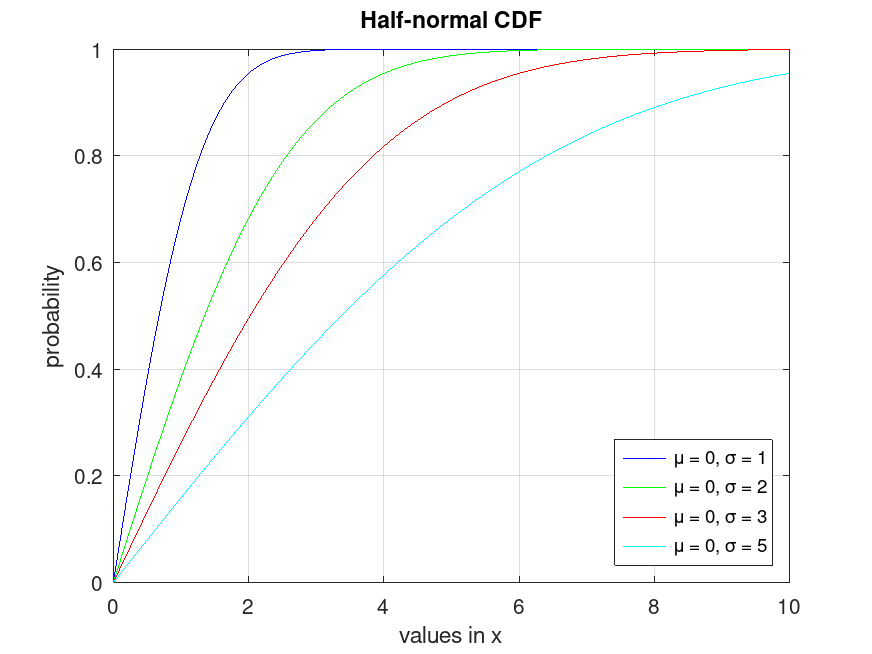 Half-normal CDF
1
0.8
0.6
0.4
0.2
0
probability
0 2 4 6 8 10
values in x
μ = 0, σ = 1
μ = 0, σ = 2
μ = 0, σ = 3
μ = 0, σ = 5